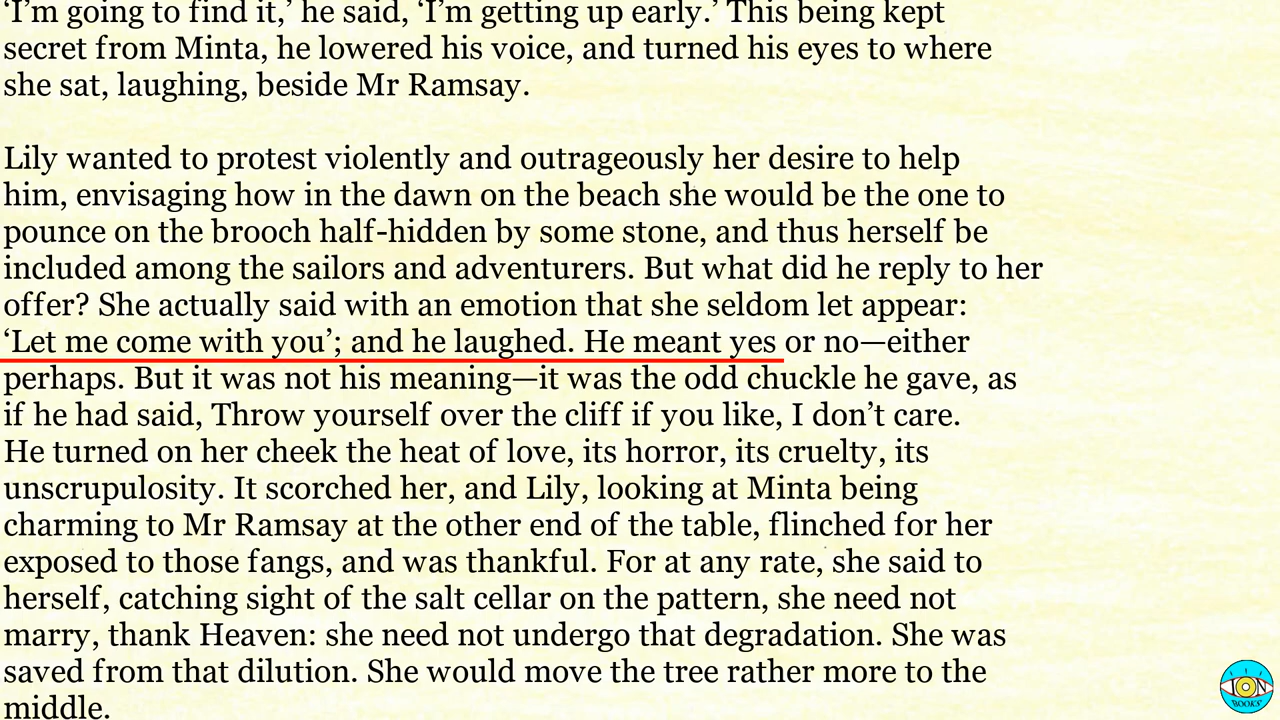 ‘I’m going to find it,’ he said, ‘I’m getting up early.’ This being kept
secret from Minta, he lowered his voice, and turned his eyes to where
she sat, laughing, beside Mr Ramsay.
Lily wanted to protest violently and outrageously her desire to help
him, envisaging how in the dawn on the beach she would be the one to
pounce on the brooch half-hidden by some stone, and thus herself be
included among the sailors and adventurers. But what did he reply to her
offer? She actually said with an emotion that she seldom let appear:
‘Let me come with you’; and he laughed. He meant yes or no—either
perhaps. But it was not his meaning—it was the odd chuckle he gave, as
if he had said, Throw yourself over the cliff if you like, I don’t care.
He turned on her cheek the heat of love, its horror, its cruelty, its
unscrupulosity. It scorched her, and Lily, looking at Minta being
charming to Mr Ramsay at the other end of the table, flinched for her
exposed to those fangs, and was thankful. For at any rate, she said to
herself, catching sight of the salt cellar on the pattern, she need not
marry, thank Heaven: she need not undergo that degradation. She was
saved from that dilution. She would move the tree rather more to the
middle.
ION
BOOKS